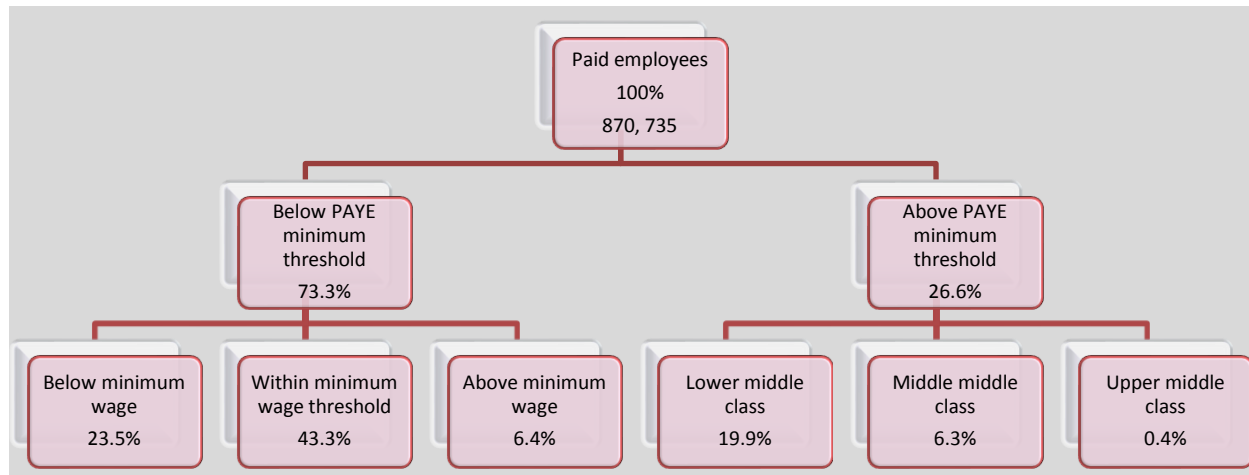 Paid employees
100%
870, 735
Below PAYE
minimum
threshold
73.3%
Above PAYE
minimum
threshold
26.6%
Below minimum
wage
23.5%
Within minimum
wage threshold
43.3%
Above minimum
wage
6.4%
Lower middle
class
19.9%
Middle middle
class
6.3%
Upper middle
class
0.4%